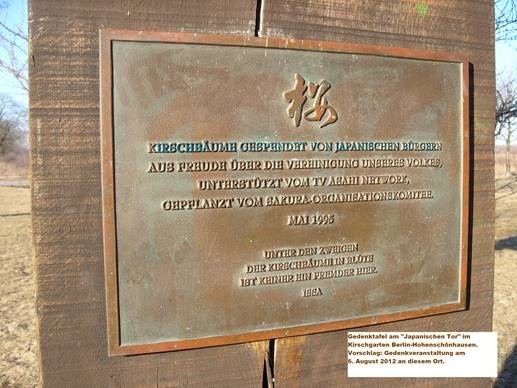 桜
KIRSCHBÄUME GESPENDET VON JAPANISCHEN BÜRGERN
AUS FREUDE ÜBER DIE VEREINIGUNG UNSERES VOLKES,
UNTERSTÜTZT VOM TV ASAHI NETWORK,
GEPFLANZT VOM SAKURA-ORGANISATIONSKOMITEE.
MAI 1995
UNTER DEN ZWEIGEN
DER KIRSCHBÄUME IN BLÜTE
IST KEINER EIN FREMDER HIER.
ISSA
Gedenktafel am "Japanischen Tor" im
Kirschgarten Berlin-Hohenschönhausen.
Vorschlag: Gedenkveranstaltung am
6. August 2012 an diesem Ort.